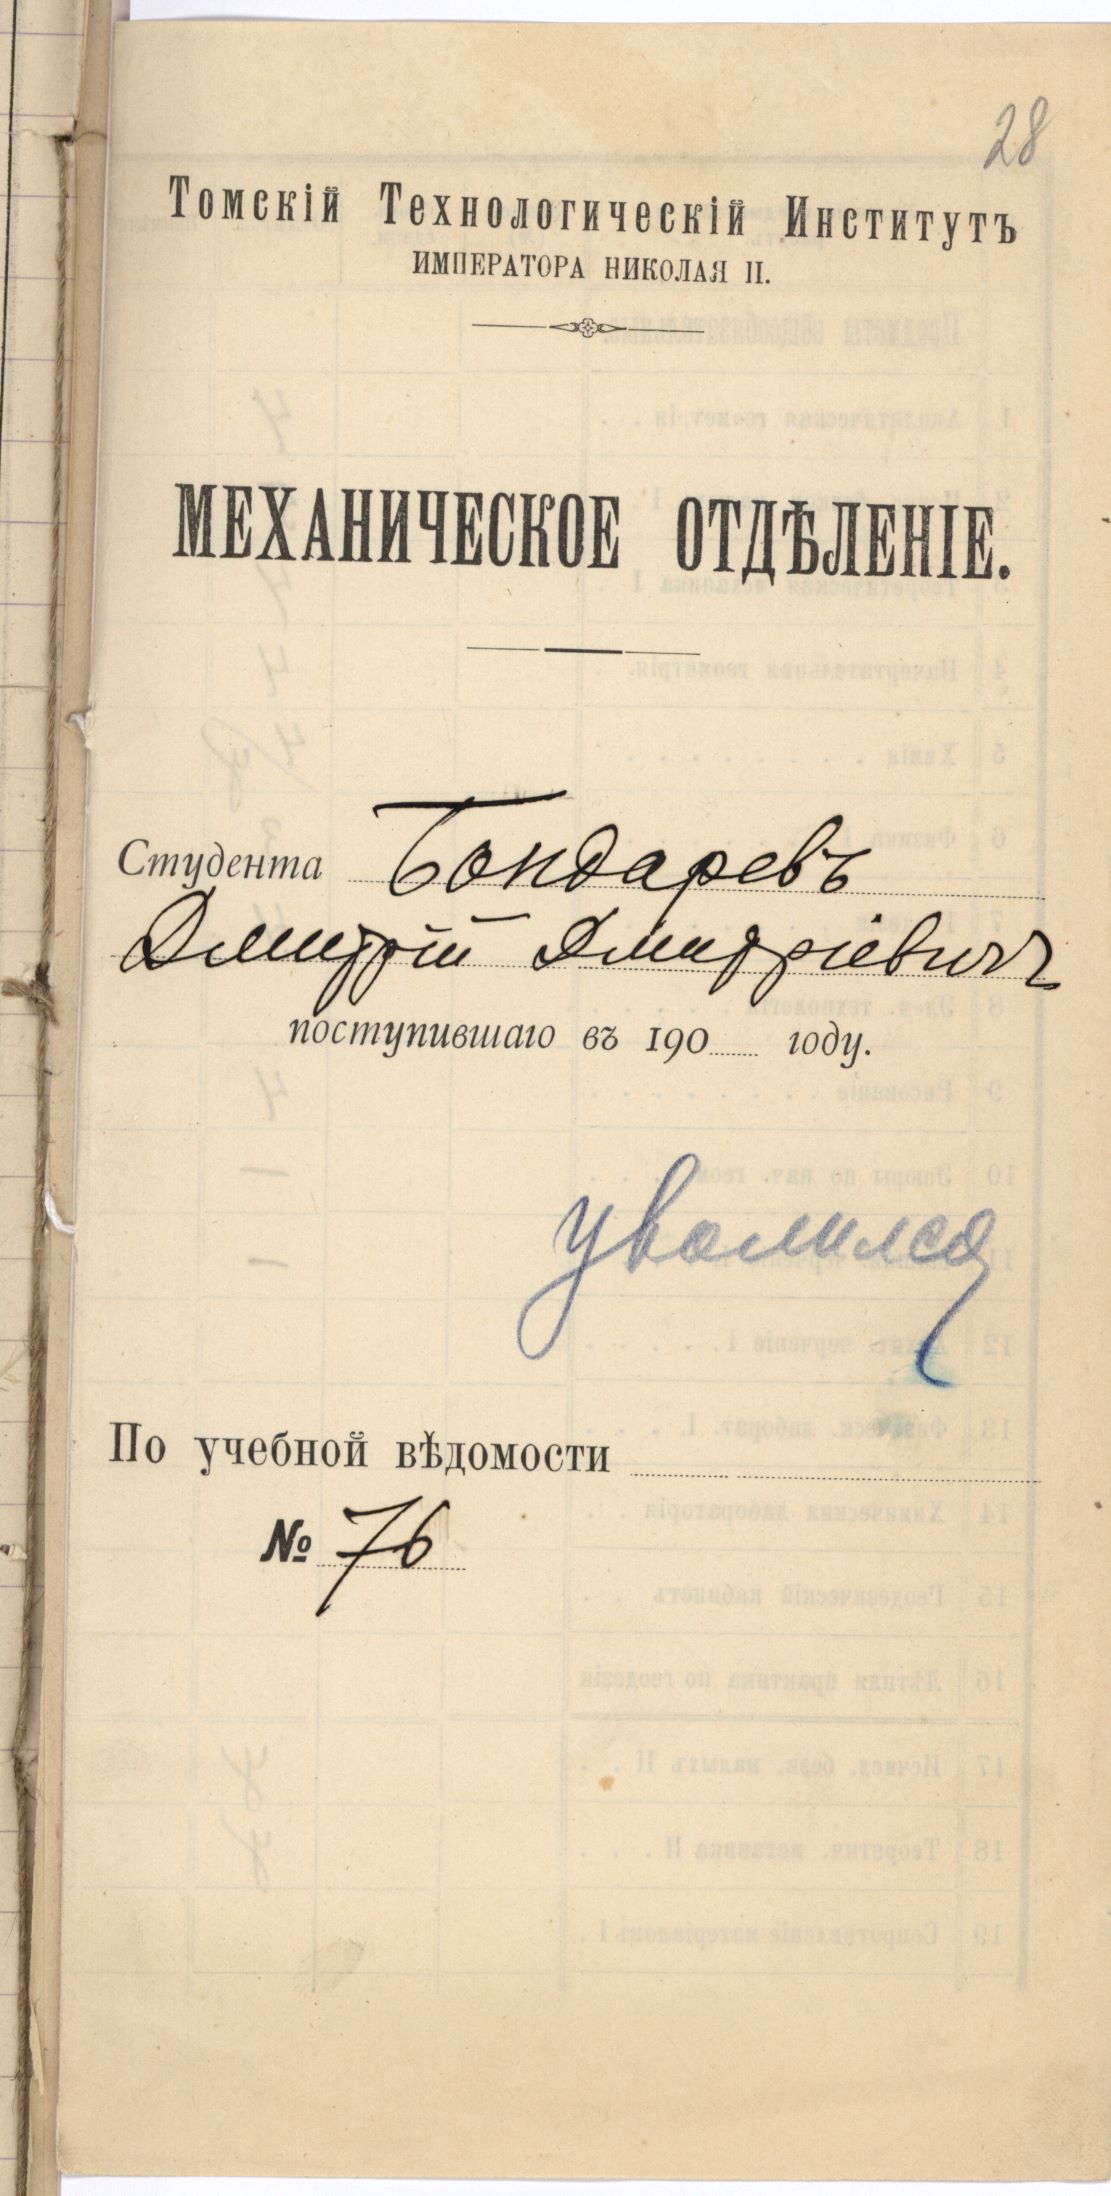 28
Томскій Технологическій Институтъ
ИМПЕРАТОРА НИКОЛАЯ II.
МЕХАНИЧЕСКОЕ ОТДѢЛЕНІЕ.
Студента Бондаревъ
Дмитрій Дмитріевичъ
поступившаго въ 190 году.
уволился
По учебной вѣдомости
№ 76